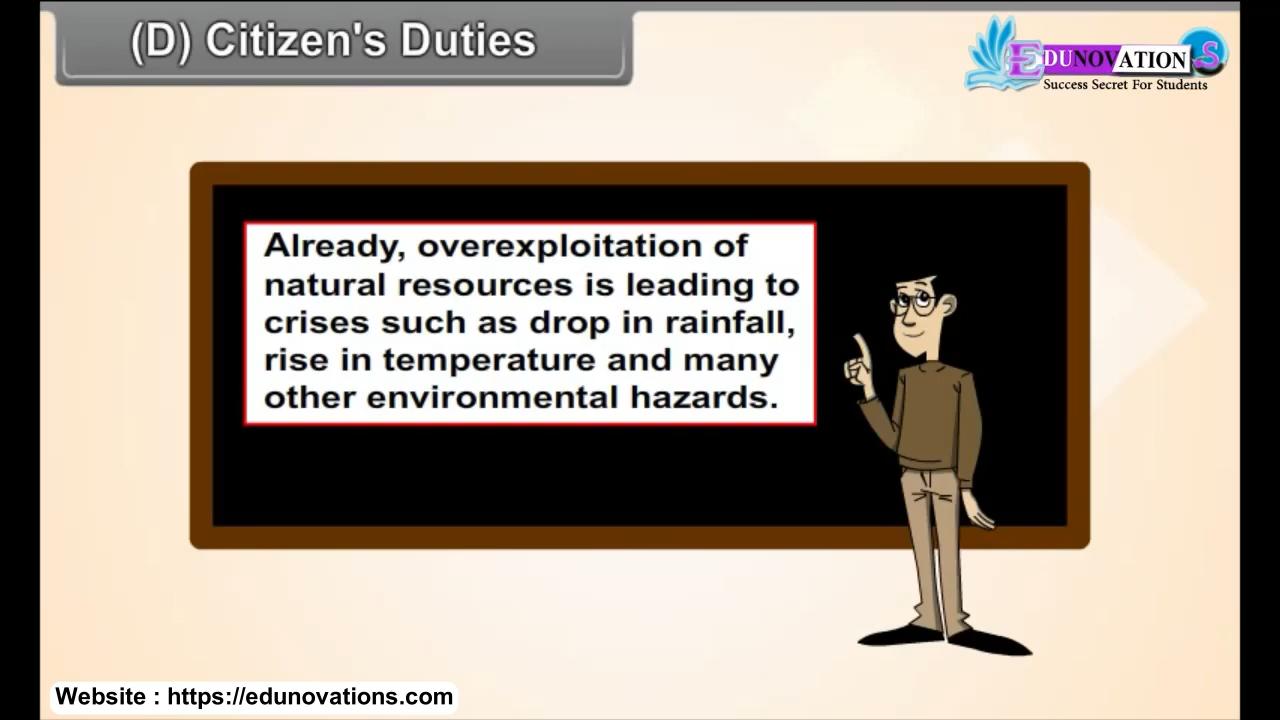 (D) Citizen's Duties
EDUNOVATION S
Success Secret For Students
Already, overexploitation of
natural resources is leading to
crises such as drop in rainfall,
rise in temperature and many
other environmental hazards.
Website : https://edunovations.com